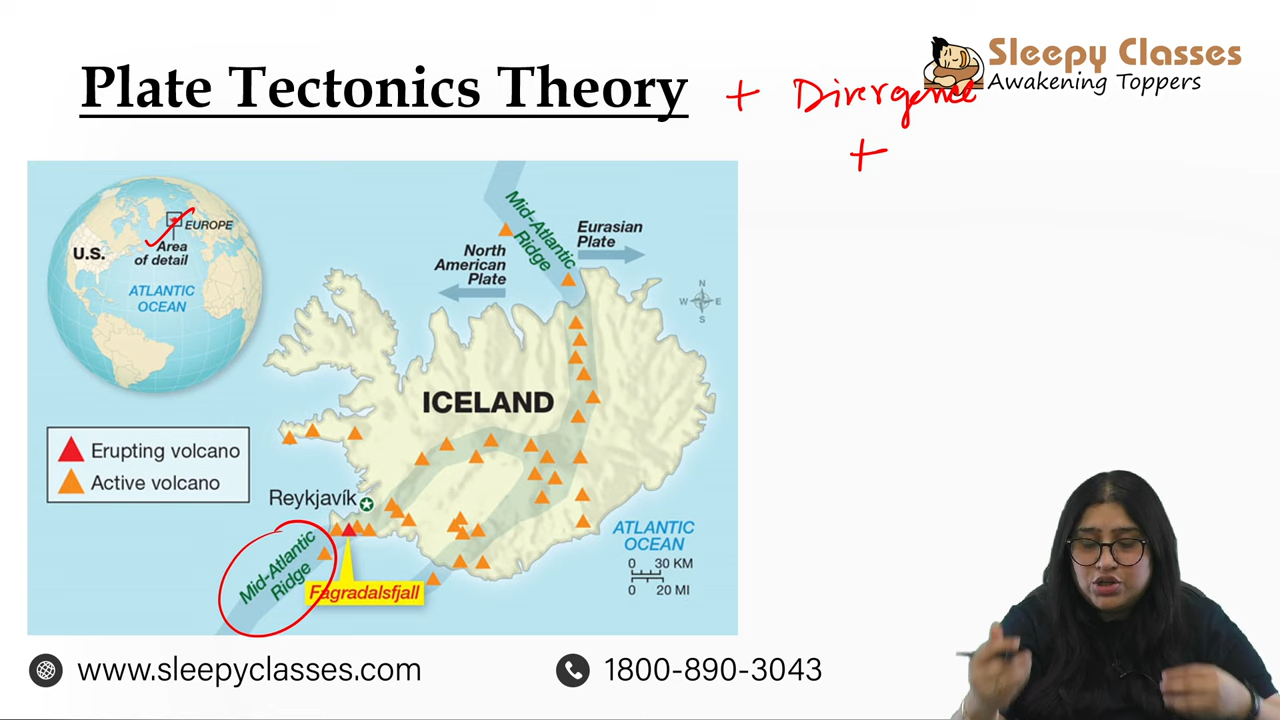 Sleepy Classes
Awakening Toppers
Plate Tectonics Theory
+ Divergence
+
U.S.
EUROPE
Area
of detail
ATLANTIC
OCEAN
Mid-Atlantic
Ridge
Eurasian
Plate
North
American
Plate
N
W E
S
ICELAND
Erupting volcano
Active volcano
Reykjavík
Mid-Atlantic
Ridge
Fagradalsfjall
ATLANTIC
OCEAN
0 30 KM
0 20 MI
www.sleepyclasses.com
1800-890-3043